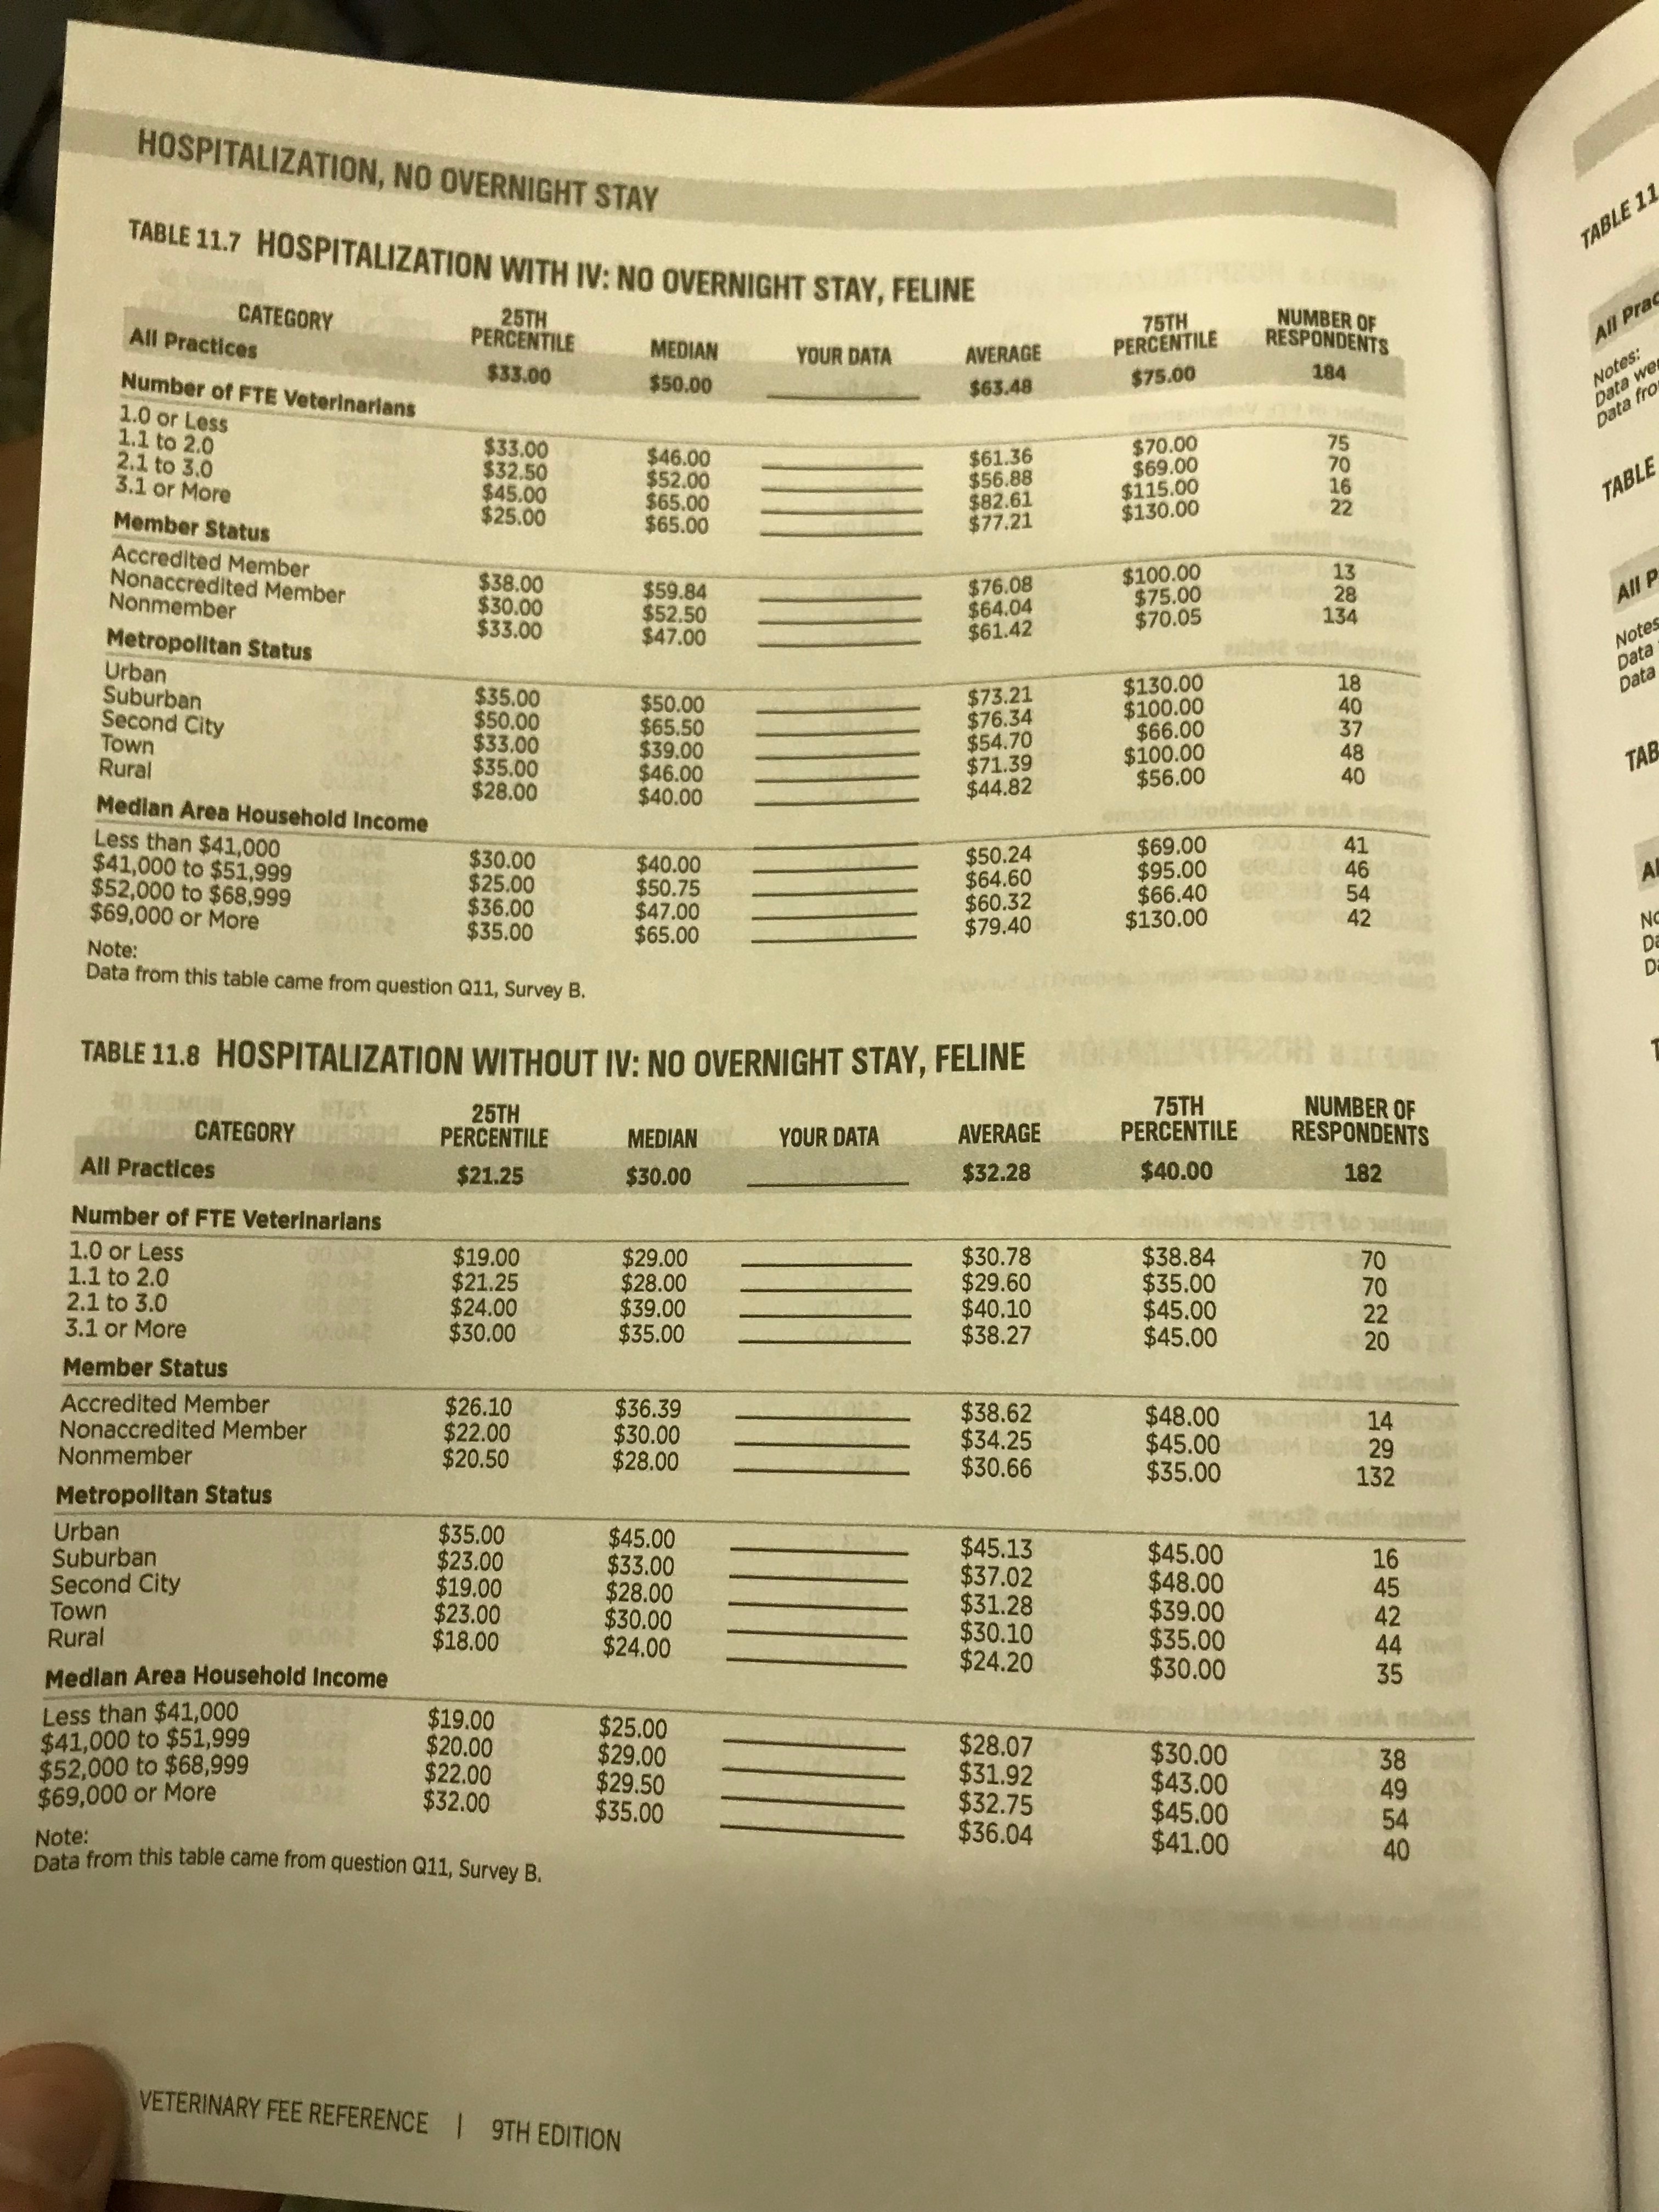 HOSPITALIZATION, NO OVERNIGHT STAY
TABLE 11.7 HOSPITALIZATION WITH IV: NO OVERNIGHT STAY, FELINE
CATEGORY 25TH PERCENTILE MEDIAN YOUR DATA AVERAGE 75TH PERCENTILE NUMBER OF RESPONDENTS
All Practices $33.00 $50.00 $63.48 $75.00 184
Number of FTE Veterinarians
1.0 or Less $33.00 $46.00 $61.36 $70.00 75
1.1 to 2.0 $32.50 $52.00 $56.88 $69.00 70
2.1 to 3.0 $45.00 $65.00 $82.61 $115.00 16
3.1 or More $25.00 $65.00 $77.21 $130.00 22
Member Status
Accredited Member $38.00 $59.84 $76.08 $100.00 13
Nonaccredited Member $30.00 $52.50 $64.04 $75.00 28
Nonmember $33.00 $47.00 $61.42 $70.05 134
Metropolitan Status
Urban $35.00 $50.00 $73.21 $130.00 18
Suburban $50.00 $65.50 $76.34 $100.00 40
Second City $33.00 $39.00 $54.70 $66.00 37
Town $35.00 $46.00 $71.39 $100.00 48
Rural $28.00 $40.00 $44.82 $56.00 40
Median Area Household Income
Less than $41,000 $30.00 $40.00 $50.24 $69.00 41
$41,000 to $51,999 $25.00 $50.75 $64.60 $95.00 46
$52,000 to $68,999 $36.00 $47.00 $60.32 $66.40 54
$69,000 or More $35.00 $65.00 $79.40 $130.00 42
Note:
Data from this table came from question Q11, Survey B.
TABLE 11.8 HOSPITALIZATION WITHOUT IV: NO OVERNIGHT STAY, FELINE
CATEGORY 25TH PERCENTILE MEDIAN YOUR DATA AVERAGE 75TH PERCENTILE NUMBER OF RESPONDENTS
All Practices $21.25 $30.00 $32.28 $40.00 182
Number of FTE Veterinarians
1.0 or Less $19.00 $29.00 $30.78 $38.84 70
1.1 to 2.0 $21.25 $28.00 $29.60 $35.00 70
2.1 to 3.0 $24.00 $39.00 $40.10 $45.00 22
3.1 or More $30.00 $35.00 $38.27 $45.00 20
Member Status
Accredited Member $26.10 $36.39 $38.62 $48.00 14
Nonaccredited Member $22.00 $30.00 $34.25 $45.00 29
Nonmember $20.50 $28.00 $30.66 $35.00 132
Metropolitan Status
Urban $35.00 $45.00 $45.13 $45.00 16
Suburban $23.00 $33.00 $37.02 $48.00 45
Second City $19.00 $28.00 $31.28 $39.00 42
Town $23.00 $30.00 $30.10 $35.00 44
Rural $18.00 $24.00 $24.20 $30.00 35
Median Area Household Income
Less than $41,000 $19.00 $25.00 $28.07 $30.00 38
$41,000 to $51,999 $20.00 $29.00 $31.92 $43.00 49
$52,000 to $68,999 $22.00 $29.50 $32.75 $45.00 54
$69,000 or More $32.00 $35.00 $36.04 $41.00 40
Note:
Data from this table came from question Q11, Survey B.
VETERINARY FEE REFERENCE | 9TH EDITION
TABLE 11
All Prac
Notes:
Data wer
Data fro
TABLE
All P
Notes
Data
Data
TAB